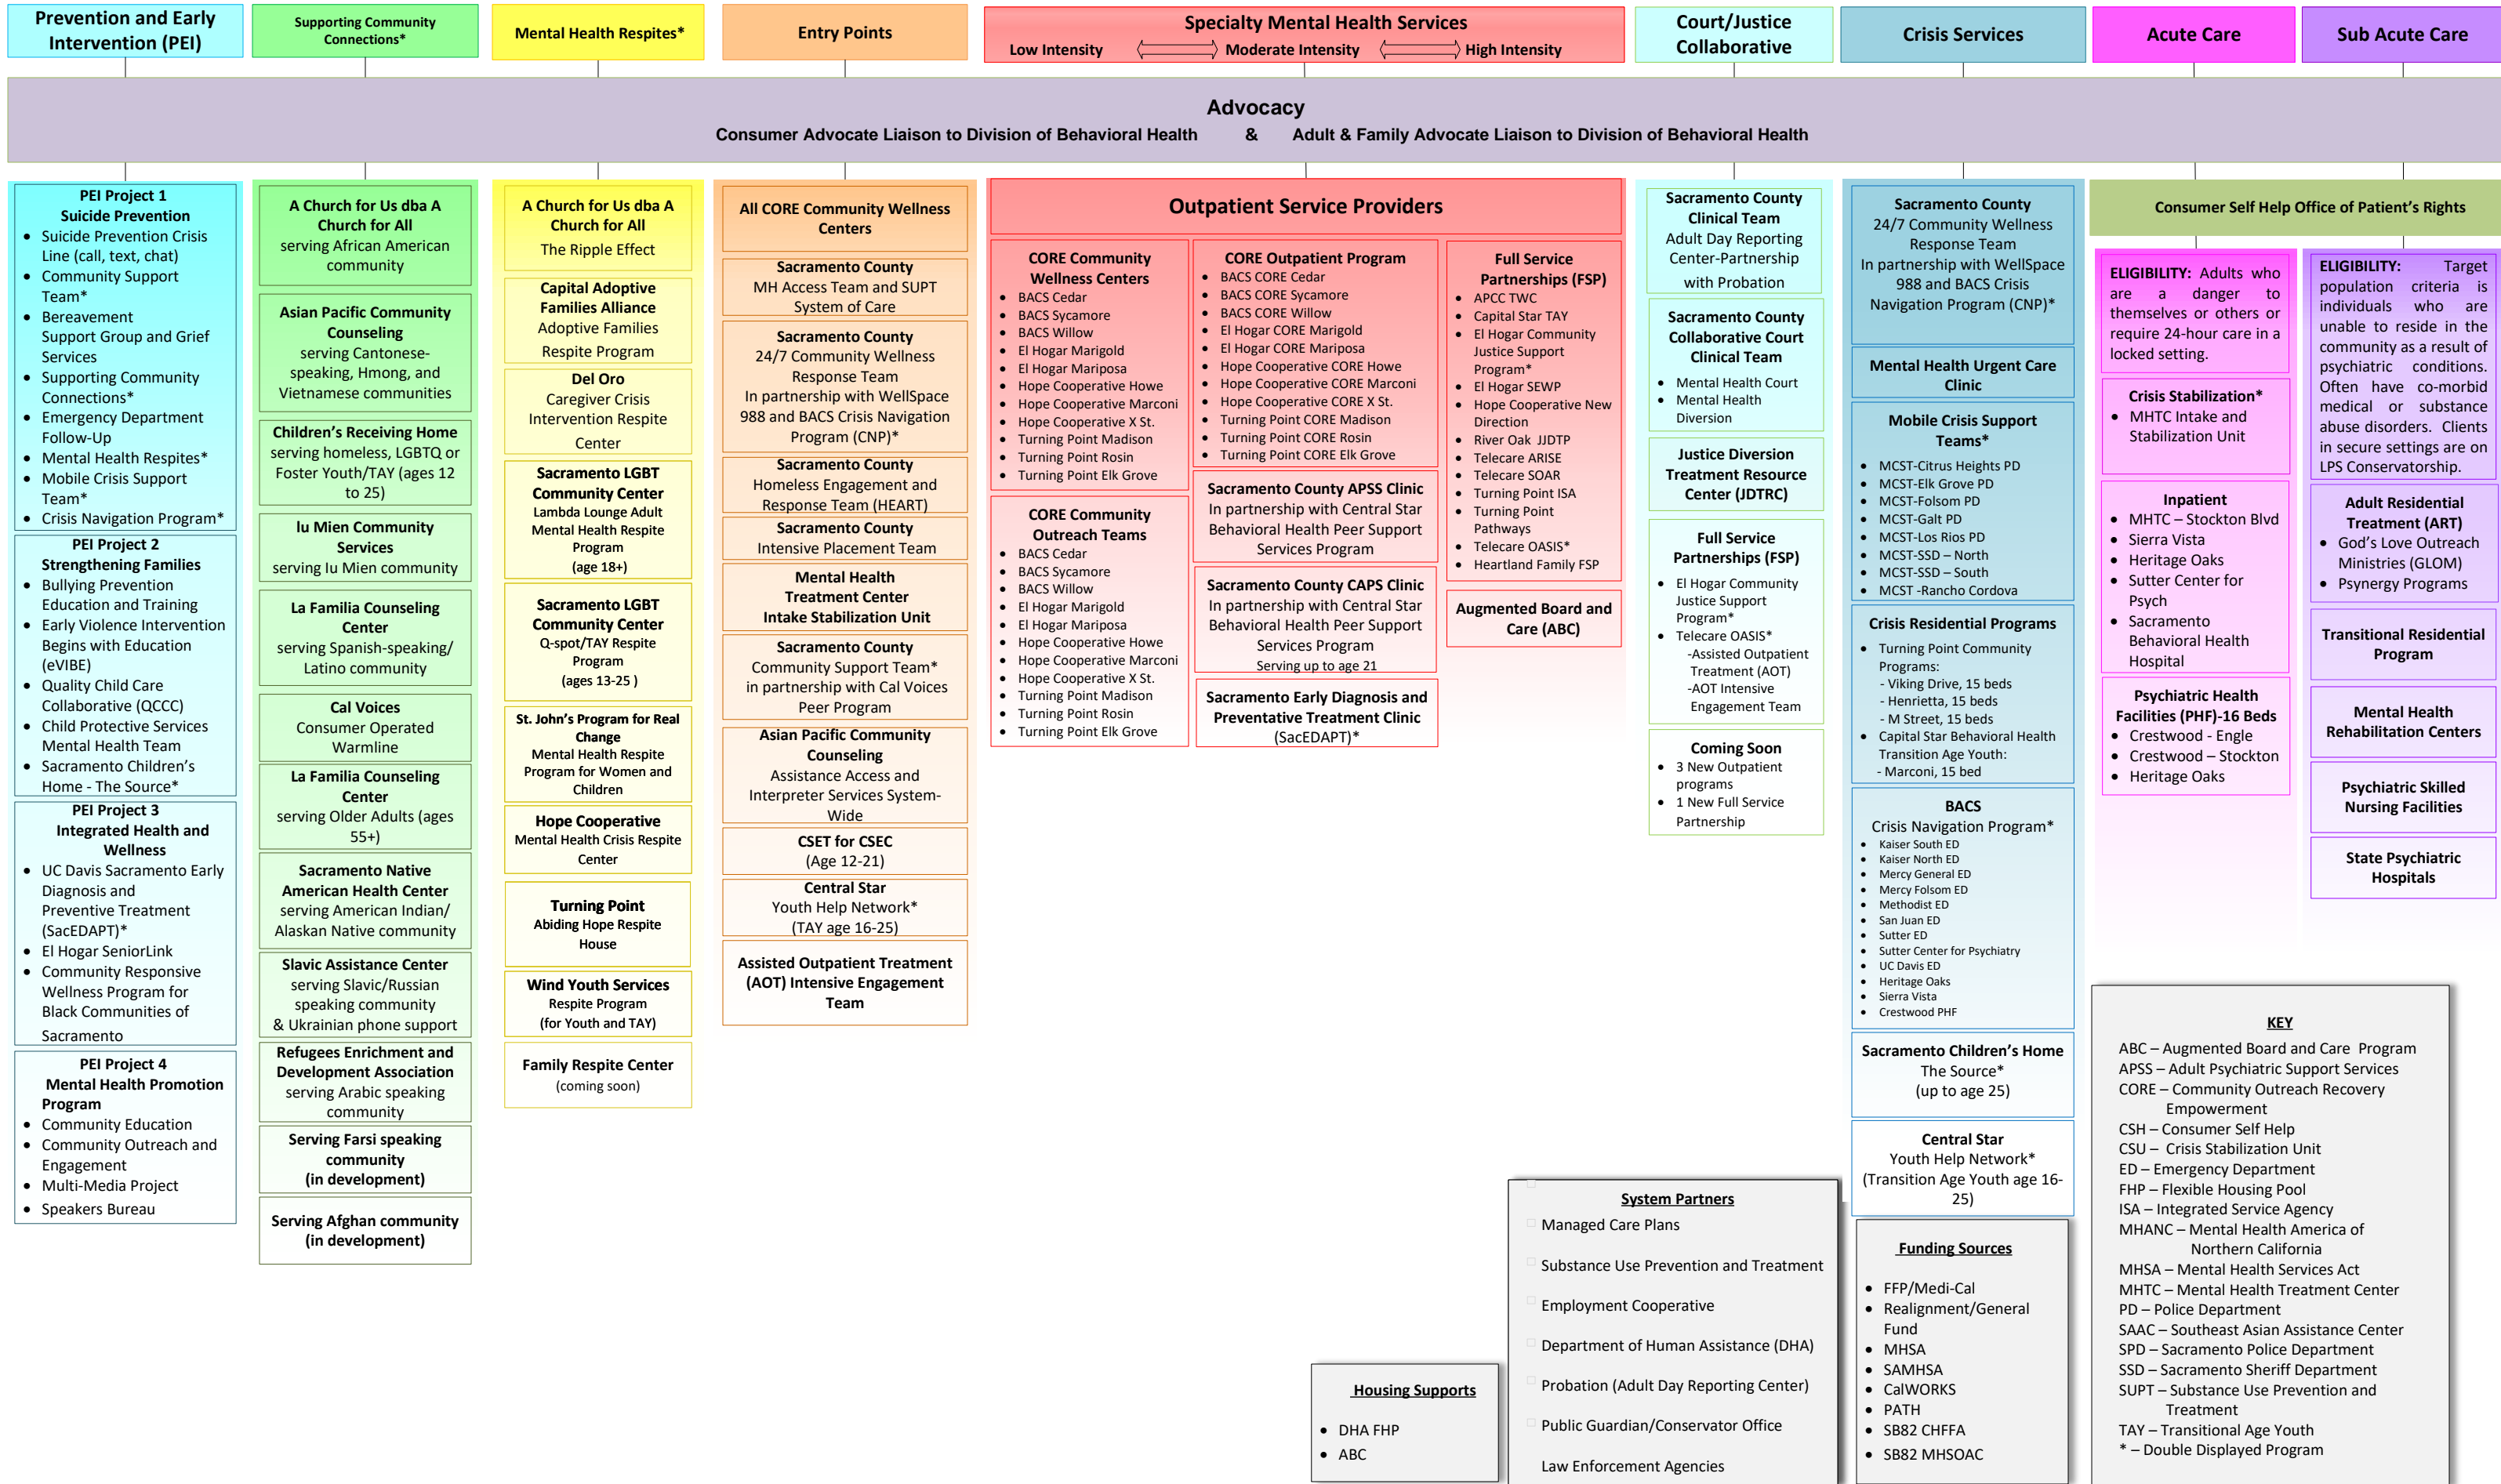 Prevention and Early
Intervention (PEI)
Supporting Community
Connections*
Mental Health Respites*
Entry Points
Specialty Mental Health Services
Low Intensity Moderate Intensity High Intensity
Court/Justice
Collaborative
Crisis Services
Acute Care
Sub Acute Care
Advocacy
Consumer Advocate Liaison to Division of Behavioral Health & Adult & Family Advocate Liaison to Division of Behavioral Health
PEI Project 1
Suicide Prevention
• Suicide Prevention Crisis
Line (call, text, chat)
• Community Support
Team*
• Bereavement
Support Group and Grief
Services
• Supporting Community
Connections*
• Emergency Department
Follow-Up
• Mental Health Respites*
• Mobile Crisis Support
Team*
• Crisis Navigation Program*
PEI Project 2
Strengthening Families
• Bullying Prevention
Education and Training
• Early Violence Intervention
Begins with Education
(eVIBE)
• Quality Child Care
Collaborative (QCCC)
• Child Protective Services
Mental Health Team
• Sacramento Children's
Home - The Source*
PEI Project 3
Integrated Health and
Wellness
• UC Davis Sacramento Early
Diagnosis and
Preventive Treatment
(SacEDAPT)*
• El Hogar SeniorLink
• Community Responsive
Wellness Program for
Black Communities of
Sacramento
PEI Project 4
Mental Health Promotion
Program
• Community Education
• Community Outreach and
Engagement
• Multi-Media Project
• Speakers Bureau
A Church for Us dba A
Church for All
serving African American
community
Asian Pacific Community
Counseling
serving Cantonese-
speaking, Hmong, and
Vietnamese communities
Children's Receiving Home
serving homeless, LGBTQ or
Foster Youth/TAY (ages 12
to 25)
Iu Mien Community
Services
serving Iu Mien community
La Familia Counseling
Center
serving Spanish-speaking/
Latino community
Cal Voices
Consumer Operated
Warmline
La Familia Counseling
Center
serving Older Adults (ages
55+)
Sacramento Native
American Health Center
serving American Indian/
Alaskan Native community
Slavic Assistance Center
serving Slavic/Russian
speaking community
& Ukrainian phone support
Refugees Enrichment and
Development Association
serving Arabic speaking
community
Serving Farsi speaking
community
(in development)
Serving Afghan community
(in development)
A Church for Us dba A
Church for All
The Ripple Effect
Capital Adoptive
Families Alliance
Adoptive Families
Respite Program
Del Oro
Caregiver Crisis
Intervention Respite
Center
Sacramento LGBT
Community Center
Lambda Lounge Adult
Mental Health Respite
Program
(age 18+)
Sacramento LGBT
Community Center
Q-spot/TAY Respite
Program
(ages 13-25 )
St. John's Program for Real
Change
Mental Health Respite
Program for Women and
Children
Hope Cooperative
Mental Health Crisis Respite
Center
Turning Point
Abiding Hope Respite
House
Wind Youth Services
Respite Program
(for Youth and TAY)
Family Respite Center
(coming soon)
All CORE Community Wellness
Centers
Sacramento County
MH Access Team and SUPT
System of Care
Sacramento County
24/7 Community Wellness
Response Team
In partnership with WellSpace
988 and BACS Crisis Navigation
Program (CNP)*
Sacramento County
Homeless Engagement and
Response Team (HEART)
Sacramento County
Intensive Placement Team
Mental Health
Treatment Center
Intake Stabilization Unit
Sacramento County
Community Support Team*
in partnership with Cal Voices
Peer Program
Asian Pacific Community
Counseling
Assistance Access and
Interpreter Services System-
Wide
CSET for CSEC
(Age 12-21)
Central Star
Youth Help Network*
(TAY age 16-25)
Assisted Outpatient Treatment
(AOT) Intensive Engagement
Team
Outpatient Service Providers
CORE Community
Wellness Centers
• BACS Cedar
• BACS Sycamore
• BACS Willow
• El Hogar Marigold
• El Hogar Mariposa
• Hope Cooperative Howe
• Hope Cooperative Marconi
• Hope Cooperative X St.
• Turning Point Madison
• Turning Point Rosin
• Turning Point Elk Grove
CORE Community
Outreach Teams
• BACS Cedar
• BACS Sycamore
• BACS Willow
• El Hogar Marigold
• El Hogar Mariposa
• Hope Cooperative Howe
• Hope Cooperative Marconi
• Hope Cooperative X St.
• Turning Point Madison
• Turning Point Rosin
• Turning Point Elk Grove
CORE Outpatient Program
• BACS CORE Cedar
• BACS CORE Sycamore
• BACS CORE Willow
• El Hogar CORE Marigold
• El Hogar CORE Mariposa
• Hope Cooperative CORE Howe
• Hope Cooperative CORE Marconi
• Hope Cooperative CORE X St.
• Turning Point CORE Madison
• Turning Point CORE Rosin
• Turning Point CORE Elk Grove
Sacramento County APSS Clinic
In partnership with Central Star
Behavioral Health Peer Support
Services Program
Sacramento County CAPS Clinic
In partnership with Central Star
Behavioral Health Peer Support
Services Program
Serving up to age 21
Sacramento Early Diagnosis and
Preventative Treatment Clinic
(SacEDAPT)*
Full Service
Partnerships (FSP)
• APCC TWC
• Capital Star TAY
• El Hogar Community
Justice Support
Program*
• El Hogar SEWP
• Hope Cooperative New
Direction
• River Oak JJDTP
• Telecare ARISE
• Telecare SOAR
• Turning Point ISA
• Turning Point
Pathways
• Telecare OASIS*
• Heartland Family FSP
Augmented Board and
Care (ABC)
Sacramento County
Clinical Team
Adult Day Reporting
Center-Partnership
with Probation
Sacramento County
Collaborative Court
Clinical Team
• Mental Health Court
• Mental Health
Diversion
Justice Diversion
Treatment Resource
Center (JDTRC)
Full Service
Partnerships (FSP)
• El Hogar Community
Justice Support
Program*
• Telecare OASIS*
-Assisted Outpatient
Treatment (AOT)
-AOT Intensive
Engagement Team
Coming Soon
• 3 New Outpatient
programs
• 1 New Full Service
Partnership
Sacramento County
24/7 Community Wellness
Response Team
In partnership with WellSpace
988 and BACS Crisis
Navigation Program (CNP)*
Mental Health Urgent Care
Clinic
Mobile Crisis Support
Teams*
• MCST-Citrus Heights PD
• MCST-Elk Grove PD
• MCST-Folsom PD
• MCST-Galt PD
• MCST-Los Rios PD
• MCST-SSD – North
• MCST-SSD – South
• MCST -Rancho Cordova
Crisis Residential Programs
• Turning Point Community
Programs:
- Viking Drive, 15 beds
- Henrietta, 15 beds
- M Street, 15 beds
• Capital Star Behavioral Health
Transition Age Youth:
- Marconi, 15 bed
BACS
Crisis Navigation Program*
• Kaiser South ED
• Kaiser North ED
• Mercy General ED
• Mercy Folsom ED
• Methodist ED
• San Juan ED
• Sutter ED
• Sutter Center for Psychiatry
• UC Davis ED
• Heritage Oaks
• Sierra Vista
• Crestwood PHF
Sacramento Children's Home
The Source*
(up to age 25)
Central Star
Youth Help Network*
(Transition Age Youth age 16-
25)
Consumer Self Help Office of Patient's Rights
ELIGIBILITY: Adults who
are a danger to
themselves or others or
require 24-hour care in a
locked setting.
Crisis Stabilization*
• MHTC Intake and
Stabilization Unit
Inpatient
• MHTC – Stockton Blvd
• Sierra Vista
• Heritage Oaks
• Sutter Center for
Psych
• Sacramento
Behavioral Health
Hospital
Psychiatric Health
Facilities (PHF)-16 Beds
• Crestwood - Engle
• Crestwood – Stockton
• Heritage Oaks
ELIGIBILITY: Target
population criteria is
individuals who are
unable to reside in the
community as a result of
psychiatric conditions.
Often have co-morbid
medical or substance
abuse disorders. Clients
in secure settings are on
LPS Conservatorship.
Adult Residential
Treatment (ART)
• God's Love Outreach
Ministries (GLOM)
• Psynergy Programs
Transitional Residential
Program
Mental Health
Rehabilitation Centers
Psychiatric Skilled
Nursing Facilities
State Psychiatric
Hospitals
Housing Supports
• DHA FHP
• ABC
System Partners
Managed Care Plans
Substance Use Prevention and Treatment
Employment Cooperative
Department of Human Assistance (DHA)
Probation (Adult Day Reporting Center)
Public Guardian/Conservator Office
Law Enforcement Agencies
Funding Sources
• FFP/Medi-Cal
• Realignment/General
Fund
• MHSA
• SAMHSA
• CalWORKS
• PATH
• SB82 CHFFA
• SB82 MHSOAC
KEY
ABC – Augmented Board and Care Program
APSS – Adult Psychiatric Support Services
CORE – Community Outreach Recovery
Empowerment
CSH – Consumer Self Help
CSU – Crisis Stabilization Unit
ED – Emergency Department
FHP – Flexible Housing Pool
ISA – Integrated Service Agency
MHANC – Mental Health America of
Northern California
MHSA – Mental Health Services Act
MHTC – Mental Health Treatment Center
PD – Police Department
SAAC – Southeast Asian Assistance Center
SPD – Sacramento Police Department
SSD – Sacramento Sheriff Department
SUPT – Substance Use Prevention and
Treatment
TAY – Transitional Age Youth
* – Double Displayed Program